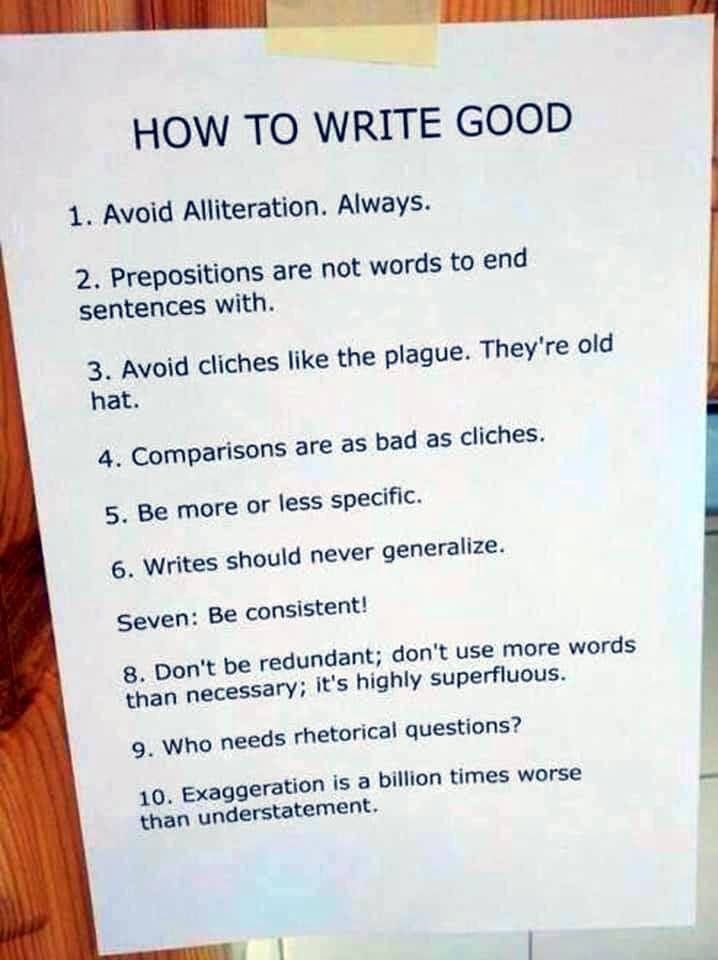 HOW TO WRITE GOOD
1. Avoid Alliteration. Always.
2. Prepositions are not words to end
sentences with.
3. Avoid cliches like the plague. They're old
hat.
4. Comparisons are as bad as cliches.
5. Be more or less specific.
6. Writes should never generalize.
Seven: Be consistent!
8. Don't be redundant; don't use more words
than necessary; it's highly superfluous.
9. Who needs rhetorical questions?
10. Exaggeration is a billion times worse
than understatement.